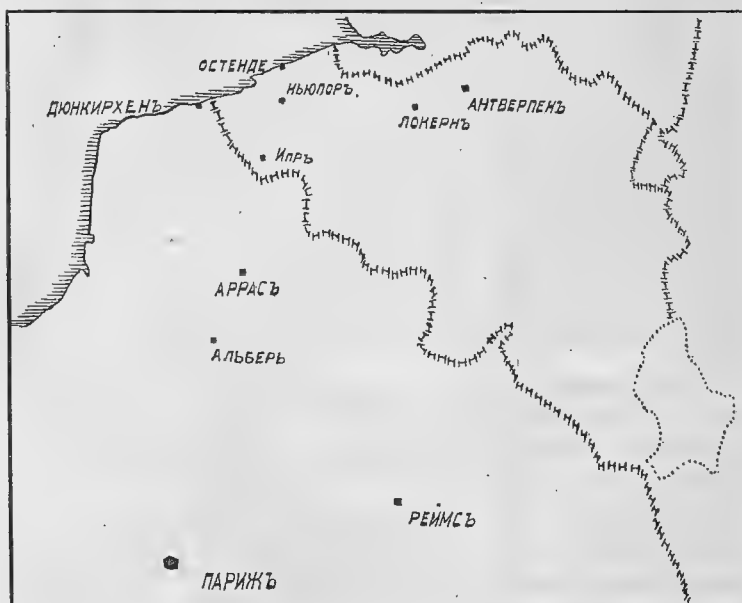 ОСТЕНДЕ
НЬЮПОРЪ
ДЮНКИРХЕНЪ
ЛОКЕРНЪ
АНТВЕРПЕНЪ
ИПРЪ
АРРАСЪ
АЛЬБЕРЬ
РЕЙМСЪ
ПАРИЖЪ